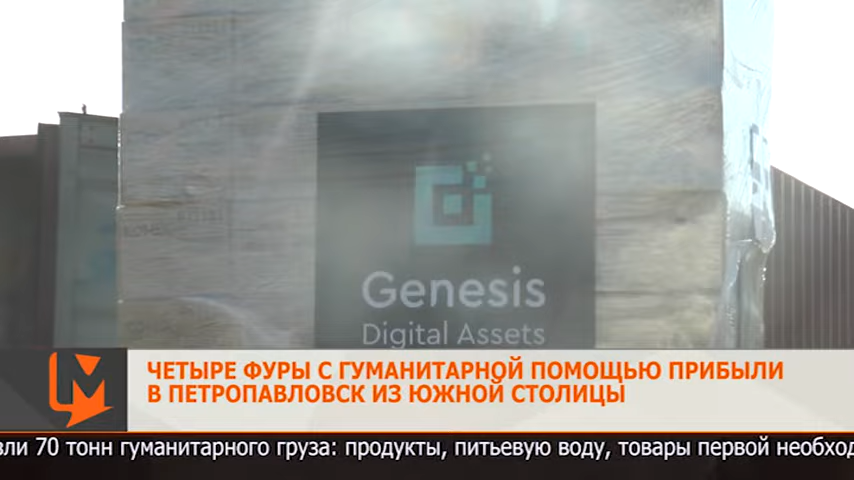 Genesis
Digital Assets
ЧЕТЫРЕ ФУРЫ С ГУМАНИТАРНОЙ ПОМОЩЬЮ ПРИБЫЛИ
В ПЕТРОПАВЛОВСК ИЗ ЮЖНОЙ СТОЛИЦЫ
70 тонн гуманитарного груза: продукты, питьевую воду, товары первой